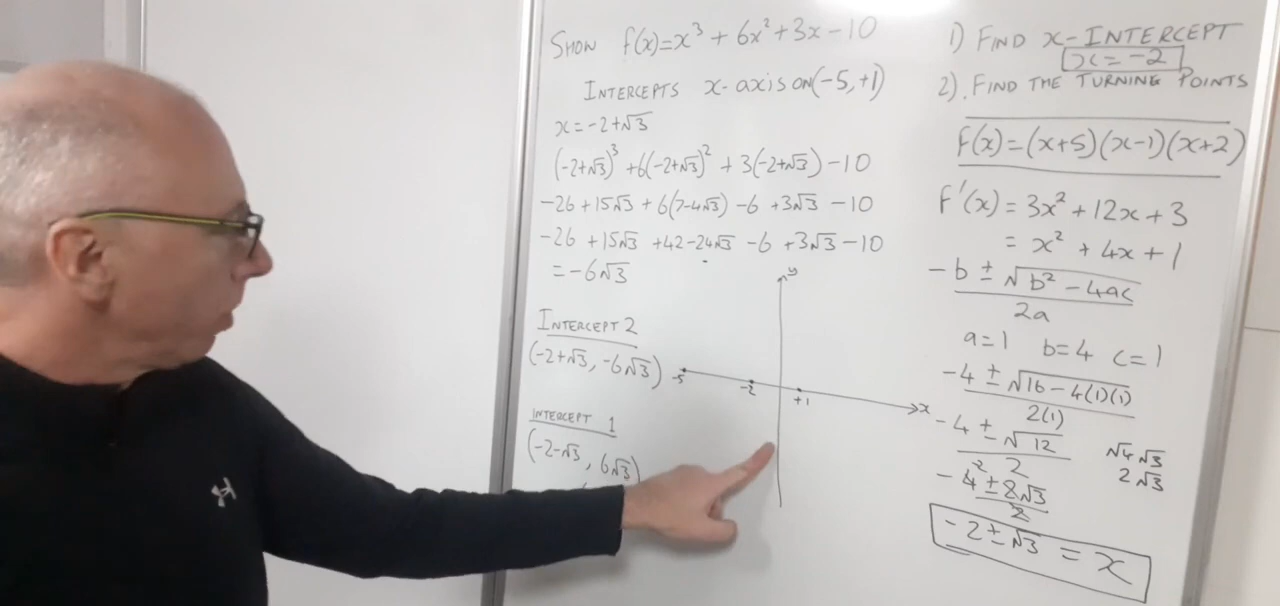 Show f(x)=x³ + 6x² + 3x - 10
Intercepts x-axis on (-5, +1)
x = -2+√3
(-2+√3)³ + 6(-2+√3)² + 3(-2+√3) - 10
-26 + 15√3 + 6(7-4√3) -6 + 3√3 - 10
-26 + 15√3 + 42 - 24√3 - 6 + 3√3 - 10
= -6√3
Intercept 2
(-2+√3, -6√3)
INTERCEPT 1
(-2-√3, 6√3)
y
-5 -2 +1 x
1) Find x-Intercept
x = -2
2). Find the Turning Points
f(x) = (x+5)(x-1)(x+2)
f'(x) = 3x² + 12x + 3
= x² + 4x + 1
-b ± √b² - 4ac
2a
a=1 b=4 c=1
-4 ± √16 - 4(1)(1)
2(1)
-4 ± √12
2
√4 √3
2√3
-4² ± 2√3
2
-2 ± √3 = x